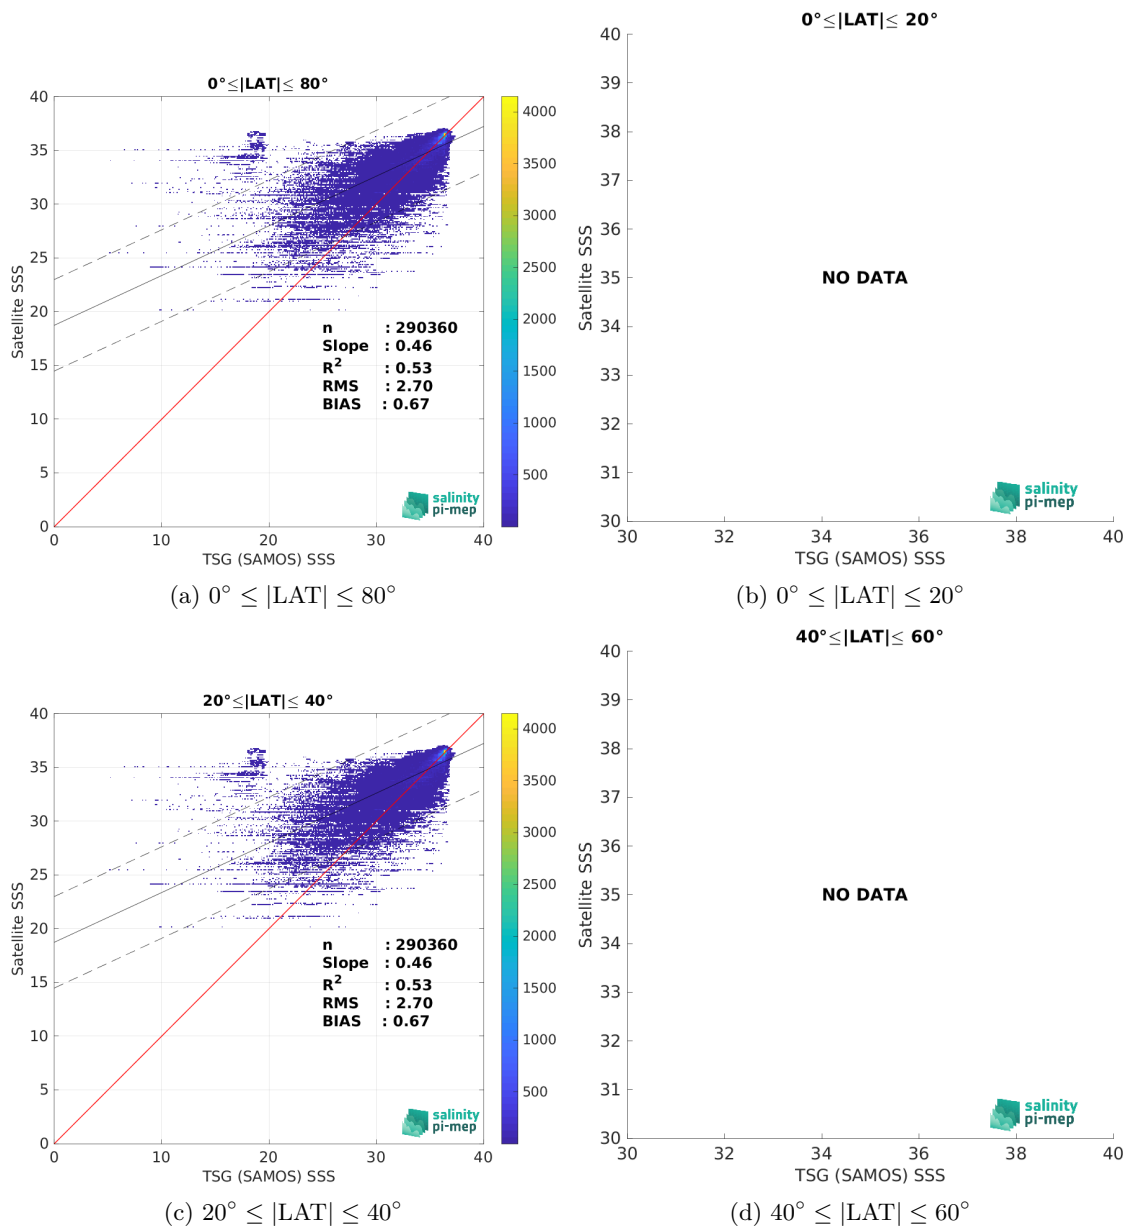 0°≤|LAT|≤ 80°
40
35
30
25
20
15
10
5
0
Satellite SSS
0
10
20
30
40
TSG (SAMOS) SSS
n : 290360
Slope : 0.46
R² : 0.53
RMS : 2.70
BIAS : 0.67
salinity
pi-mep
4000
3500
3000
2500
2000
1500
1000
500
(a) 0° ≤ |LAT| ≤ 80°
0°≤|LAT|≤ 20°
40
39
38
37
36
35
34
33
32
31
30
Satellite SSS
NO DATA
salinity
pi-mep
30
32
34
36
38
40
TSG (SAMOS) SSS
(b) 0° ≤ |LAT| ≤ 20°
20°≤|LAT|≤ 40°
40
35
30
25
20
15
10
5
0
Satellite SSS
0
10
20
30
40
TSG (SAMOS) SSS
n : 290360
Slope : 0.46
R² : 0.53
RMS : 2.70
BIAS : 0.67
salinity
pi-mep
4000
3500
3000
2500
2000
1500
1000
500
(c) 20° ≤ |LAT| ≤ 40°
40°≤|LAT|≤ 60°
40
39
38
37
36
35
34
33
32
31
30
Satellite SSS
NO DATA
salinity
pi-mep
30
32
34
36
38
40
TSG (SAMOS) SSS
(d) 40° ≤ |LAT| ≤ 60°